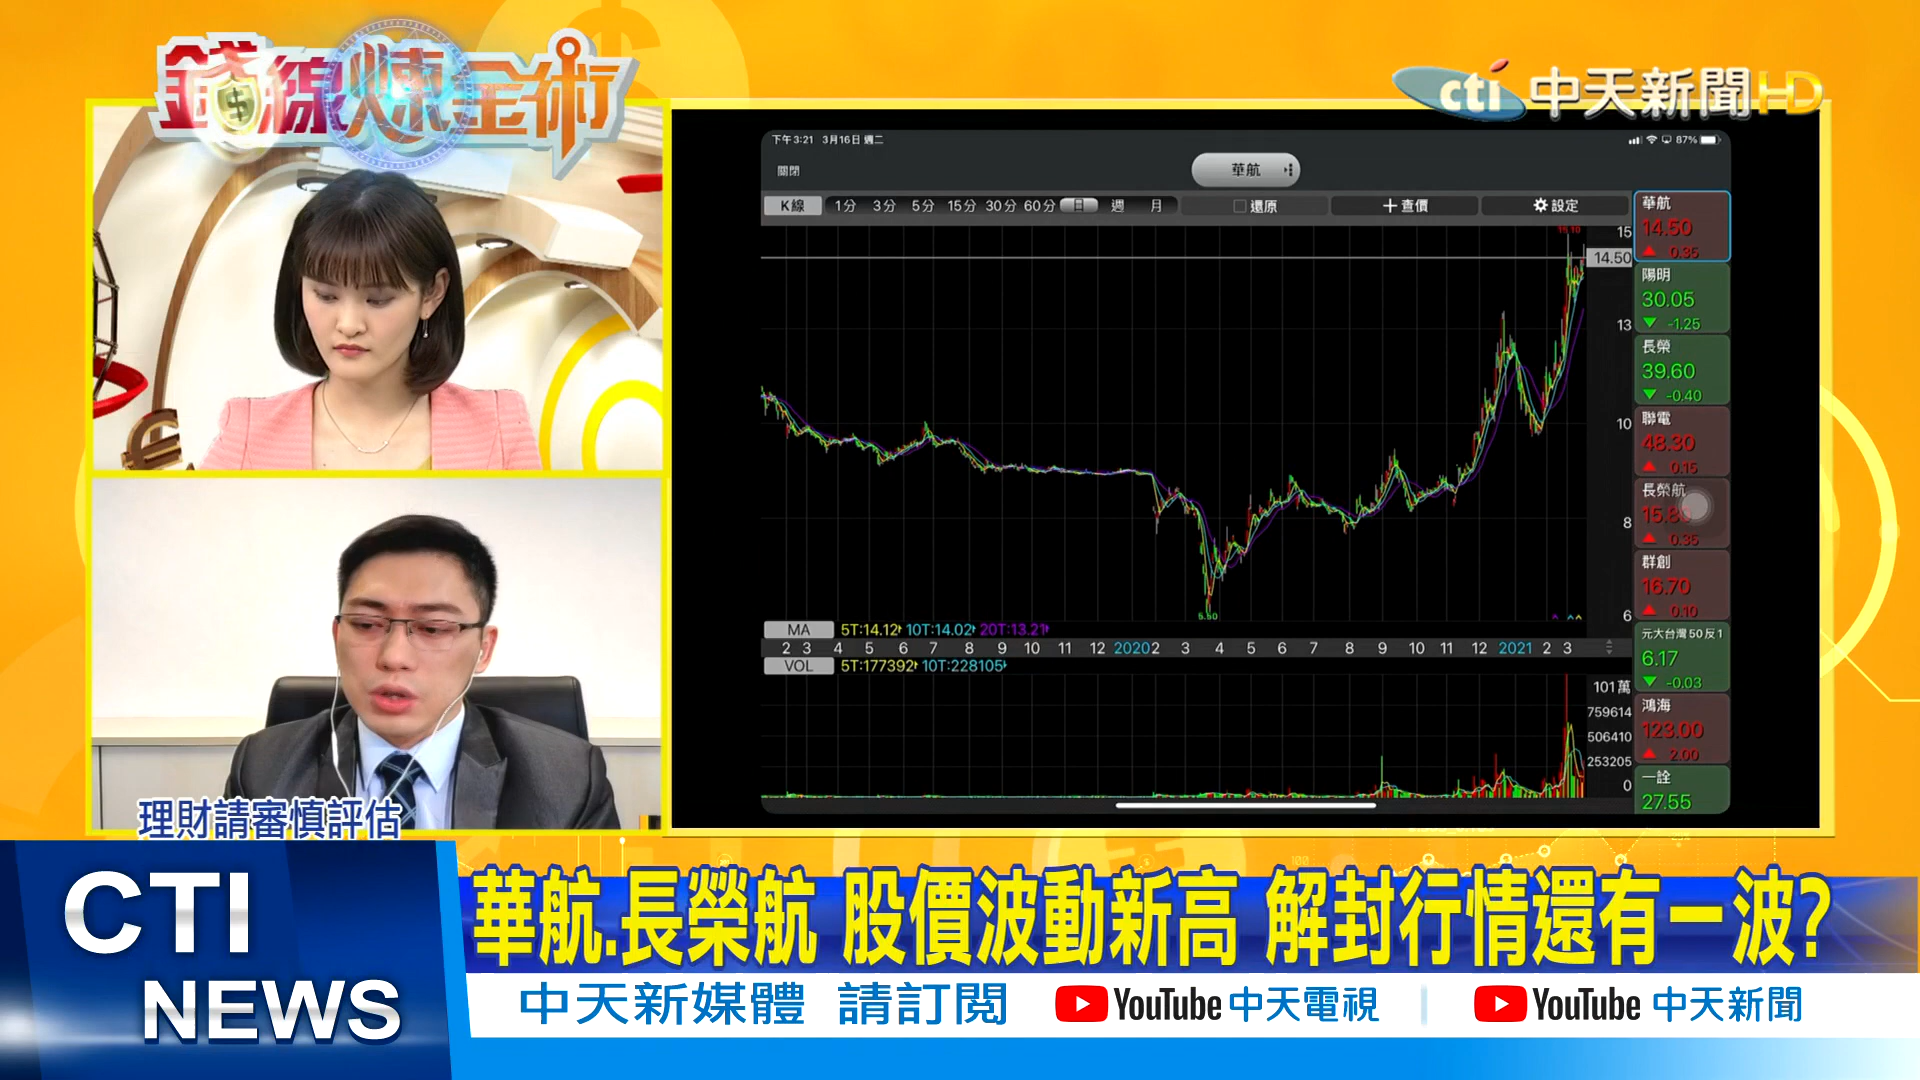 錢線煉金術
cti 中天新聞HD
下午3:21 3月16日 週二
87%
關閉
華航
K線 1分 3分 5分 15分 30分 60分 日 週 月 還原 +查價 設定
華航
14.50
▲ 0.35
陽明
30.05
▼ -1.25
長榮
39.60
▼ -0.40
聯電
48.30
▲ 0.15
長榮航
15.8
▲ 0.35
群創
16.70
▲ 0.10
元大台灣50反1
6.17
▼ -0.03
鴻海
123.00
▲ 2.00
一詮
27.55
15.10
15
14.50
13
10
8
6
5.50
MA 5T:14.12 10T:14.02 20T:13.21
2 3 4 5 6 7 8 9 10 11 12 2020 2 3 4 5 6 7 8 9 10 11 12 2021 2 3
VOL 5T:177392 10T:228105
101萬
759614
506410
253205
0
理財請審慎評估
CTI
NEWS
華航.長榮航 股價波動新高 解封行情還有一波?
中天新媒體 請訂閱 YouTube 中天電視 | YouTube 中天新聞